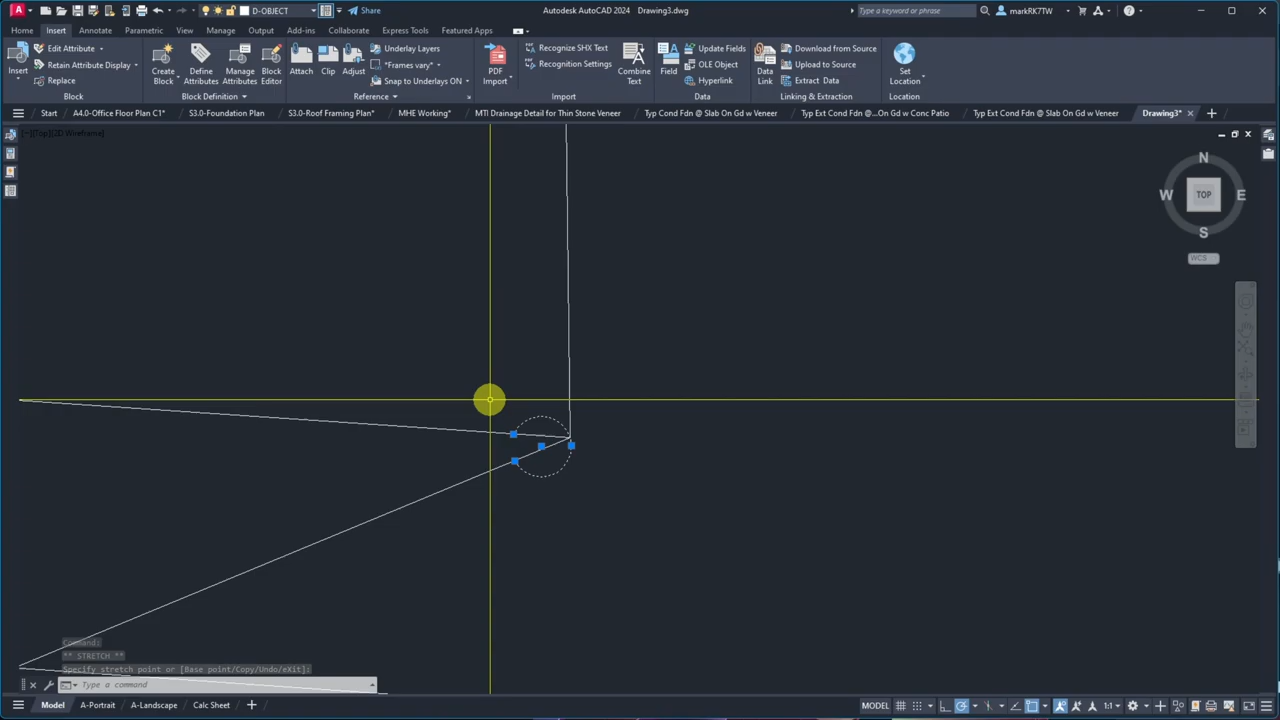 A Share Autodesk AutoCAD 2024 Drawing3.dwg Type a keyword or phrase markRK7TW
D-OBJECT
Home Insert Annotate Parametric View Manage Output Add-ins Collaborate Express Tools Featured Apps
Insert
Edit Attribute
Retain Attribute Display
Replace
Block
Create Block
Define Attributes
Manage Attributes
Block Editor
Block Definition
Attach
Clip
Adjust
Underlay Layers
*Frames vary*
Snap to Underlays ON
Reference
PDF Import
Recognize SHX Text
Recognition Settings
Combine Text
Import
Field
Update Fields
OLE Object
Hyperlink
Data
Data Link
Download from Source
Upload to Source
Extract Data
Linking & Extraction
Set Location
Location
Start A4.0-Office Floor Plan C1* S3.0-Foundation Plan S3.0-Roof Framing Plan* MHE Working* MTI Drainage Detail for Thin Stone Veneer Typ Cond Fdn @ Slab On Gd w Veneer Typ Ext Cond Fdn @...On Gd w Conc Patio Typ Ext Cond Fdn @ Slab On Gd w Veneer Drawing3*
[−][Top][2D Wireframe]
N
W TOP E
S
WCS
Command:
** STRETCH **
Specify stretch point or [Base point/Copy/Undo/eXit]:
Type a command
Model A-Portrait A-Landscape Calc Sheet MODEL 1:1